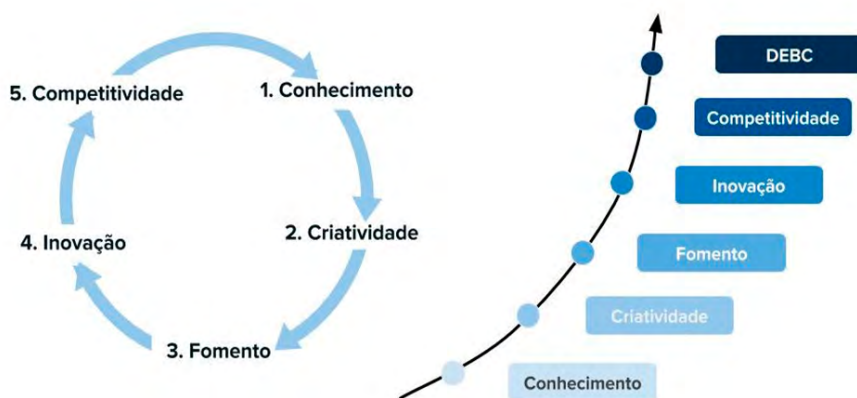 5. Competitividade
1. Conhecimento
2. Criatividade
4. Inovação
3. Fomento
DEBC
Competitividade
Inovação
Fomento
Criatividade
Conhecimento